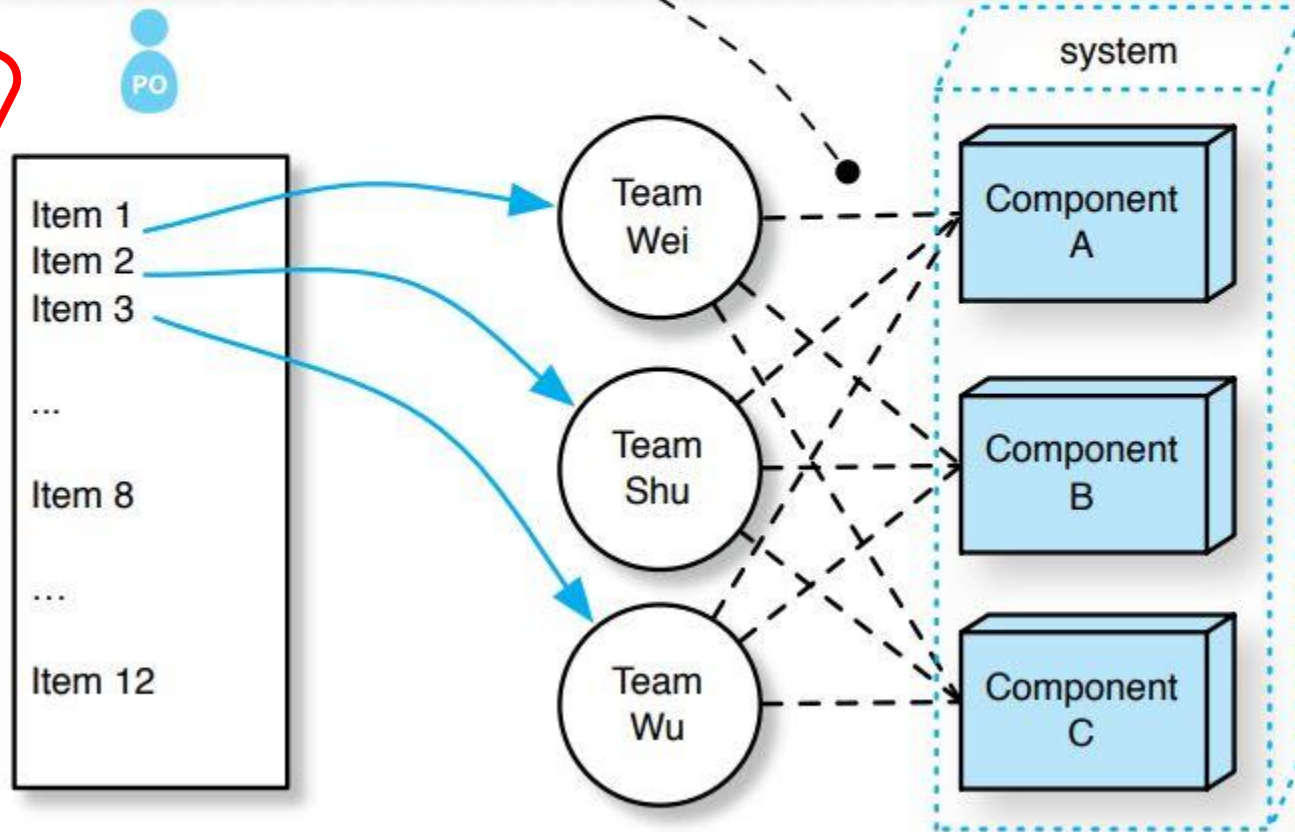 PO
system
Item 1
Item 2
Item 3
...
Item 8
...
Item 12
Team
Wei
Team
Shu
Team
Wu
Component
A
Component
B
Component
C